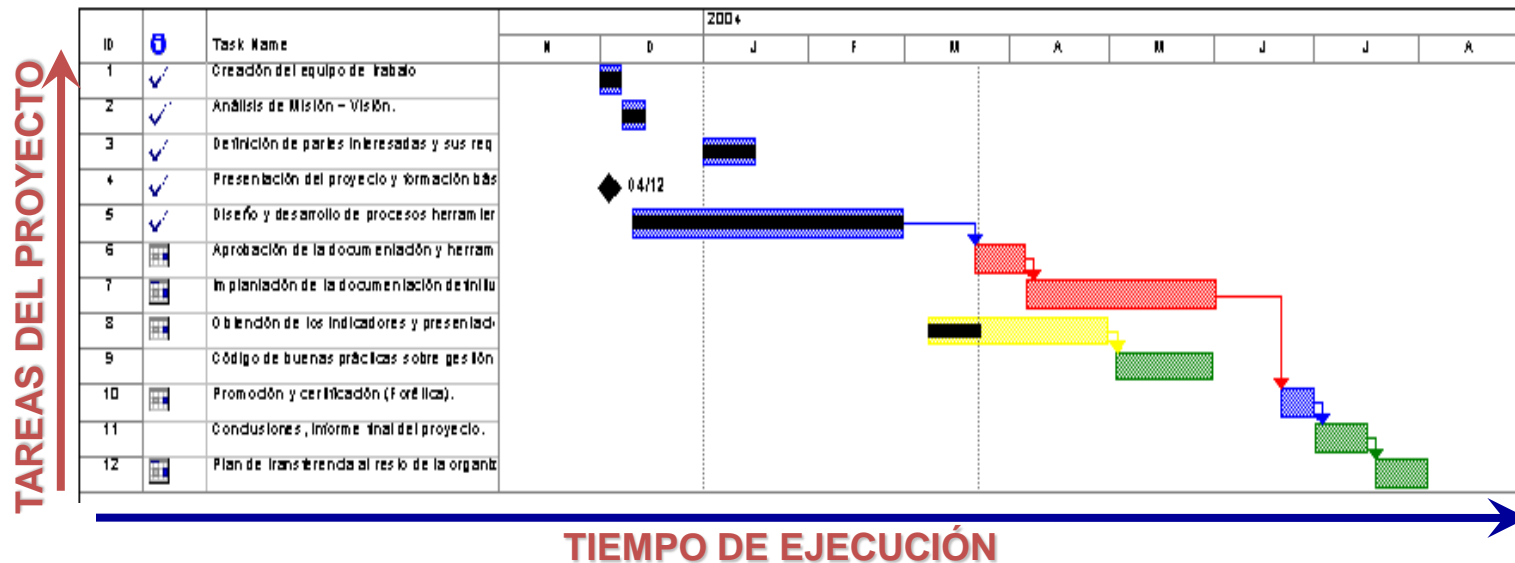 TAREAS DEL PROYECTO
2004
ID Task Name N D J F M A M J J A
1 Creación del equipo de trabajo
2 Análisis de Misión – Visión.
3 Definición de partes interesadas y sus req
4 Presentación del proyecto y formación bás
04/12
5 Diseño y desarrollo de procesos herramier
6 Aprobación de la documentación y herram
7 Implantación de la documentación definitiv
8 Obtención de los indicadores y presentaci
9 Código de buenas prácticas sobre gestión
10 Promoción y certificación (Forética).
11 Conclusiones, informe final del proyecto.
12 Plan de transferencia al resto de la organiz
TIEMPO DE EJECUCIÓN